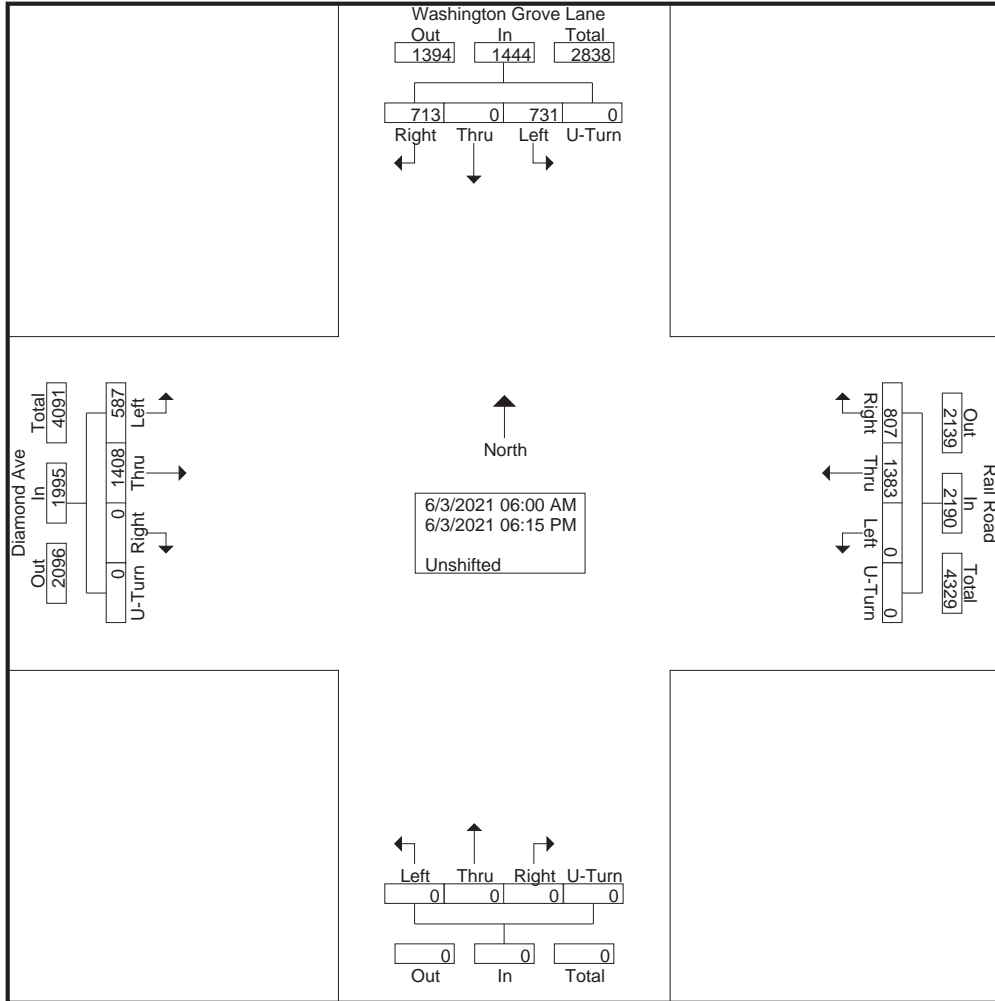 Washington Grove Lane
Out In Total
1394 1444 2838
713 0 731 0
Right Thru Left U-Turn
Diamond Ave
Total In Out
4091 1995 2096
587 1408 0 0
Left Thru Right U-Turn
North
6/3/2021 06:00 AM
6/3/2021 06:15 PM
Unshifted
Rail Road
Out In Total
2139 2190 4329
807 1383 0 0
Right Thru Left U-Turn
Left Thru Right U-Turn
0 0 0 0
0 0 0
Out In Total